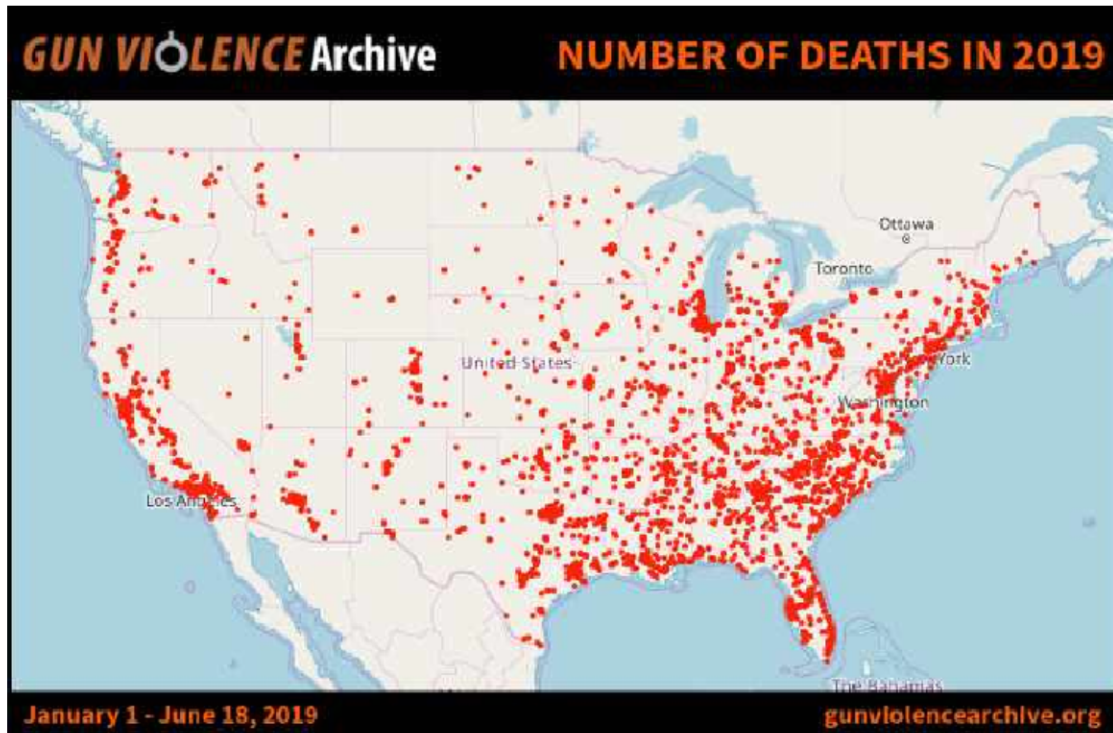 GUN VIOLENCE Archive
NUMBER OF DEATHS IN 2019
Ottawa
Toronto
United States
York
Washington
Los Angeles
The Bahamas
January 1 - June 18, 2019
gunviolencearchive.org